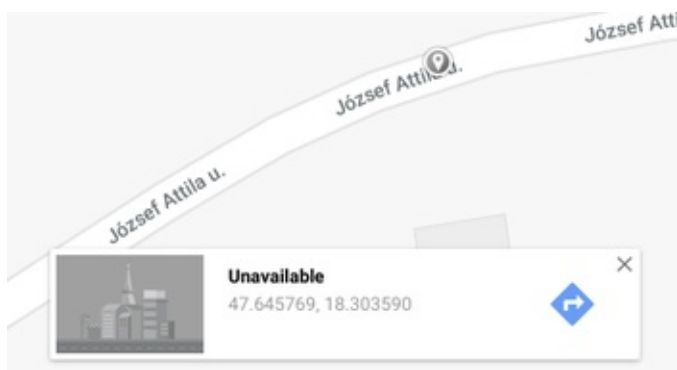 József Atti
József Attila u.
József Attila u.
Unavailable
47.645769, 18.303590